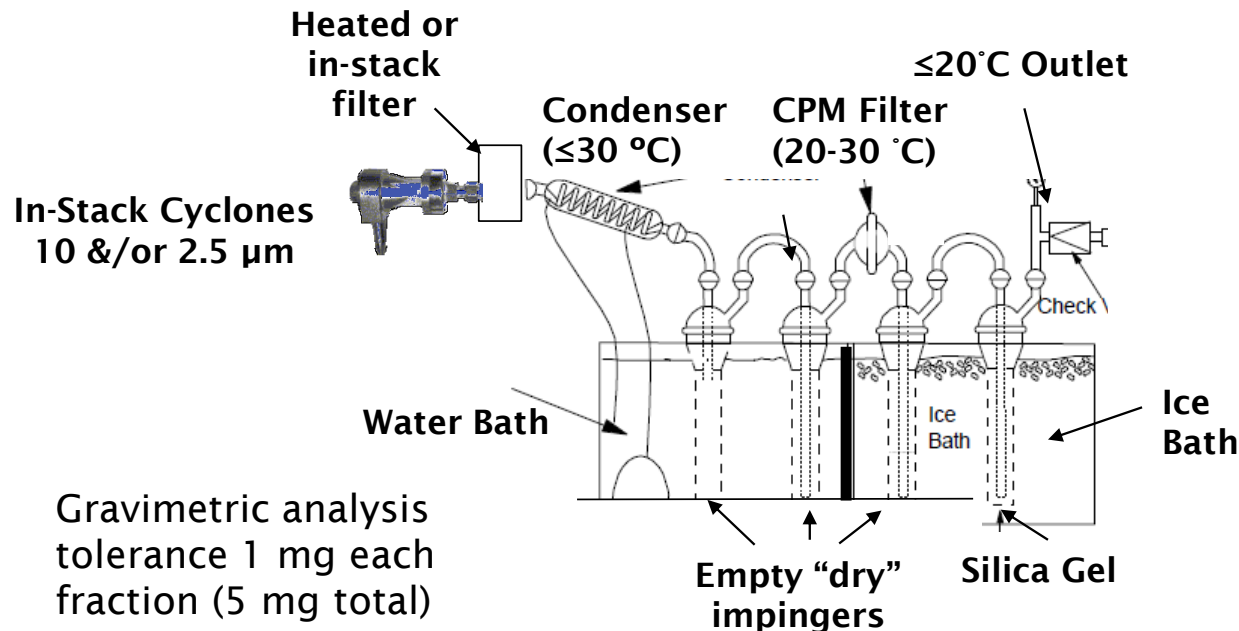 Heated or
in-stack
filter
≤20˚C Outlet
Condenser
(≤30 ºC)
CPM Filter
(20-30 ˚C)
In-Stack Cyclones
10 &/or 2.5 µm
Check
Water Bath
Ice
Bath
Ice
Bath
Gravimetric analysis
tolerance 1 mg each
fraction (5 mg total)
Empty “dry”
impingers
Silica Gel